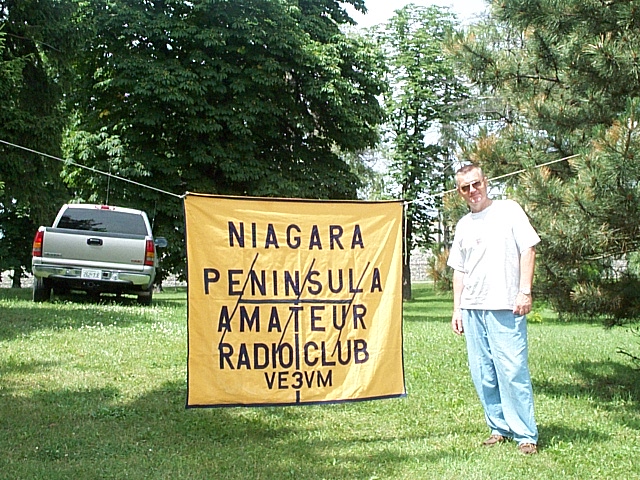 NIAGARA
PENINSULA
AMATEUR
RADIO CLUB
VE3VM